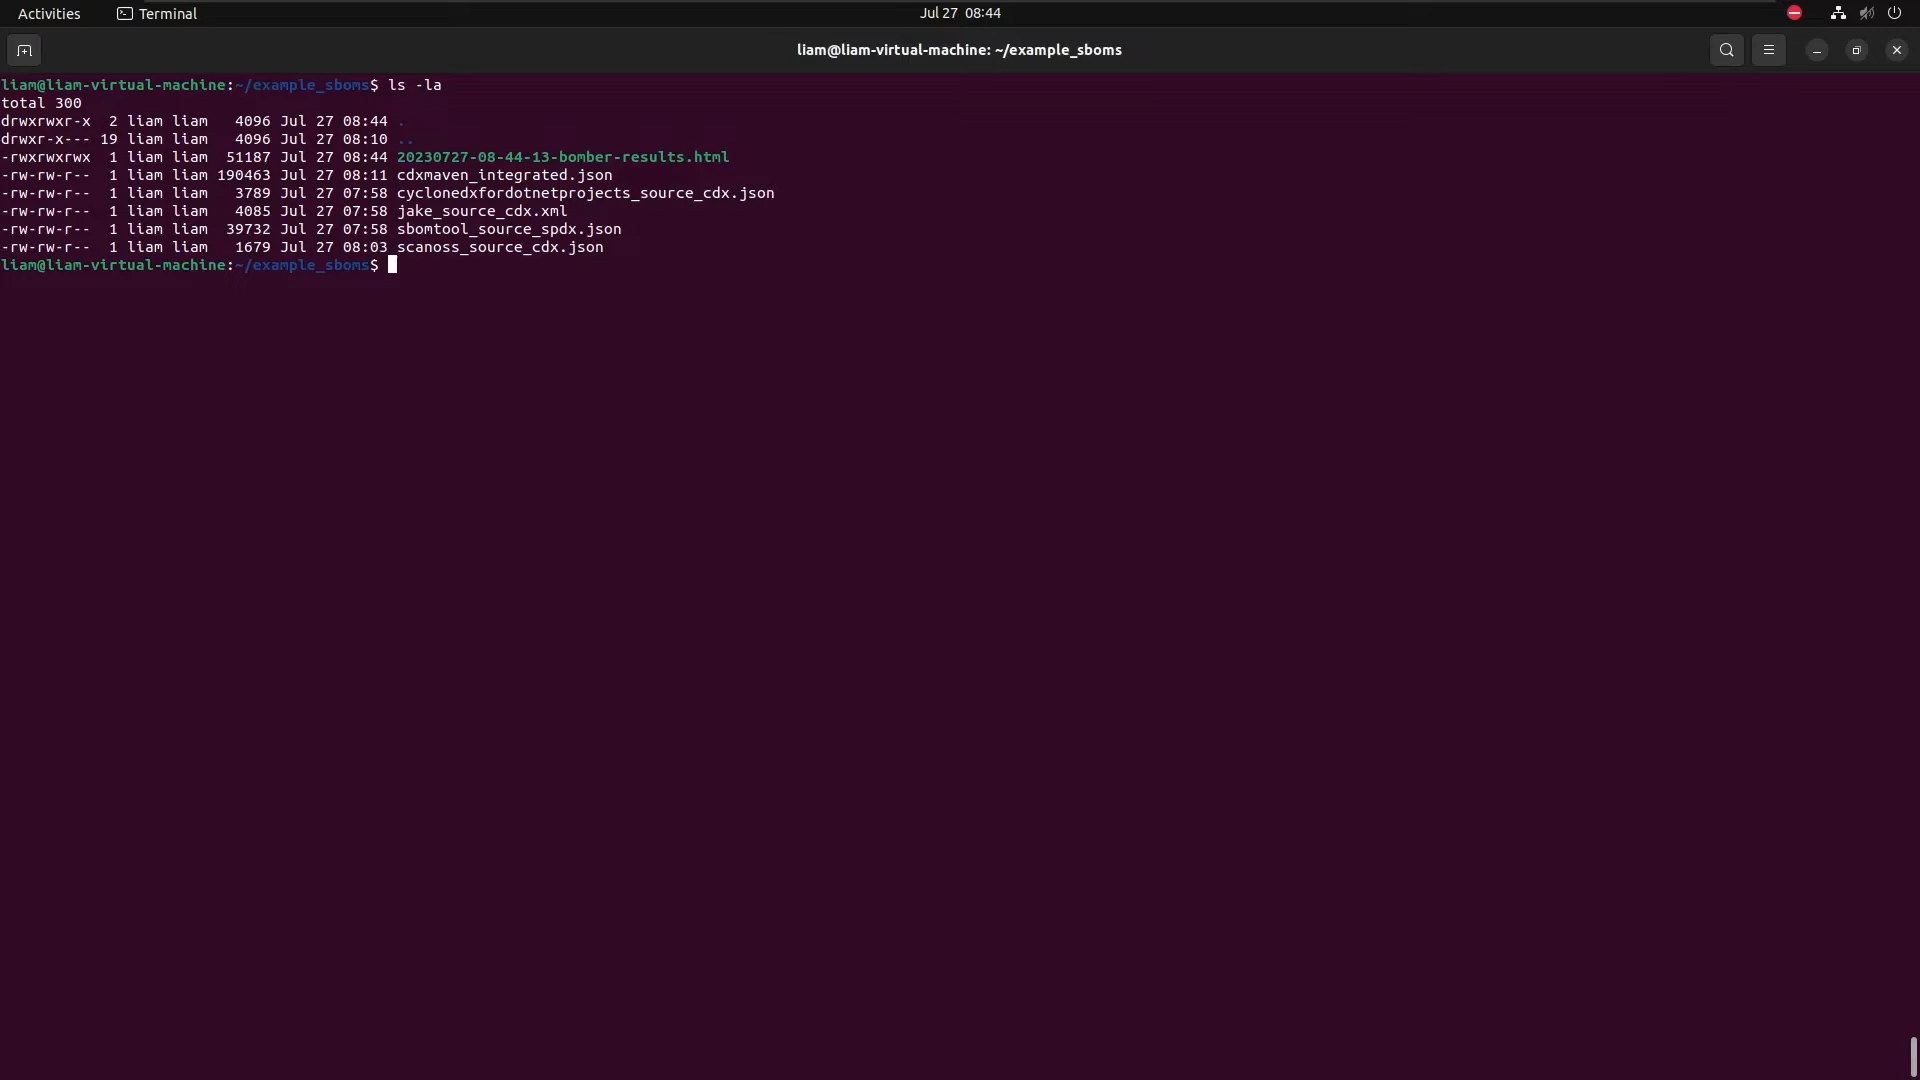 Activities Terminal Jul 27 08:44
liam@liam-virtual-machine: ~/example_sboms
liam@liam-virtual-machine:~/example_sboms$ ls -la
total 300
drwxrwxr-x  2 liam liam   4096 Jul 27 08:44 .
drwxr-x--- 19 liam liam   4096 Jul 27 08:10 ..
-rwxrwxrwx  1 liam liam  51187 Jul 27 08:44 20230727-08-44-13-bomber-results.html
-rw-rw-r--  1 liam liam 190463 Jul 27 08:11 cdxmaven_integrated.json
-rw-rw-r--  1 liam liam   3789 Jul 27 07:58 cyclonedxfordotnetprojects_source_cdx.json
-rw-rw-r--  1 liam liam   4085 Jul 27 07:58 jake_source_cdx.xml
-rw-rw-r--  1 liam liam  39732 Jul 27 07:58 sbomtool_source_spdx.json
-rw-rw-r--  1 liam liam   1679 Jul 27 08:03 scanoss_source_cdx.json
liam@liam-virtual-machine:~/example_sboms$